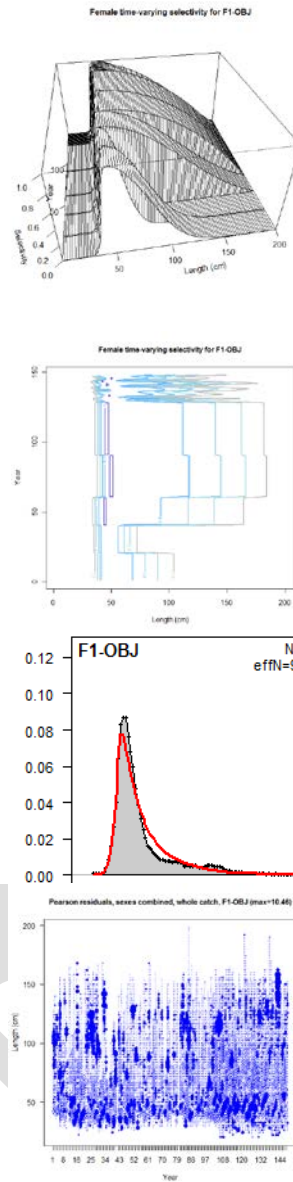 Female time-varying selectivity for F1-OBJ
1.0
0.8
0.6
0.4
0.2
0.0
Year
Length (cm)
50
100
150
200
Female time-varying selectivity for F1-OBJ
150
100
50
0
Year
0
50
100
150
200
Length (cm)
F1-OBJ
N
effN=9
0.12
0.10
0.08
0.06
0.04
0.02
0.00
Pearson residuals, sexes combined, whole catch, F1-OBJ (max=10.46)
200
150
100
50
Length (cm)
1 6 16 25 34 43 52 61 70 79 88 97 108 120 132 144
Year